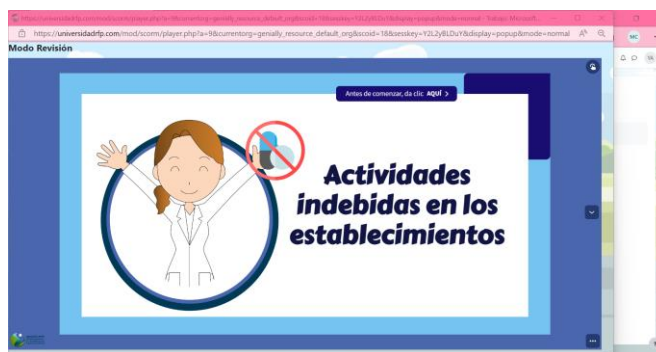 https://universidadrfp.com/mod/scorm/player.php?a=9&currentorg=genially_resource_default_org&scoid=18&sesskey=Y2L2yBLDuY&display=popup&mode=normal
Modo Revisión
Antes de comenzar, da clic AQUÍ >
Actividades
indebidas en los
establecimientos
MC